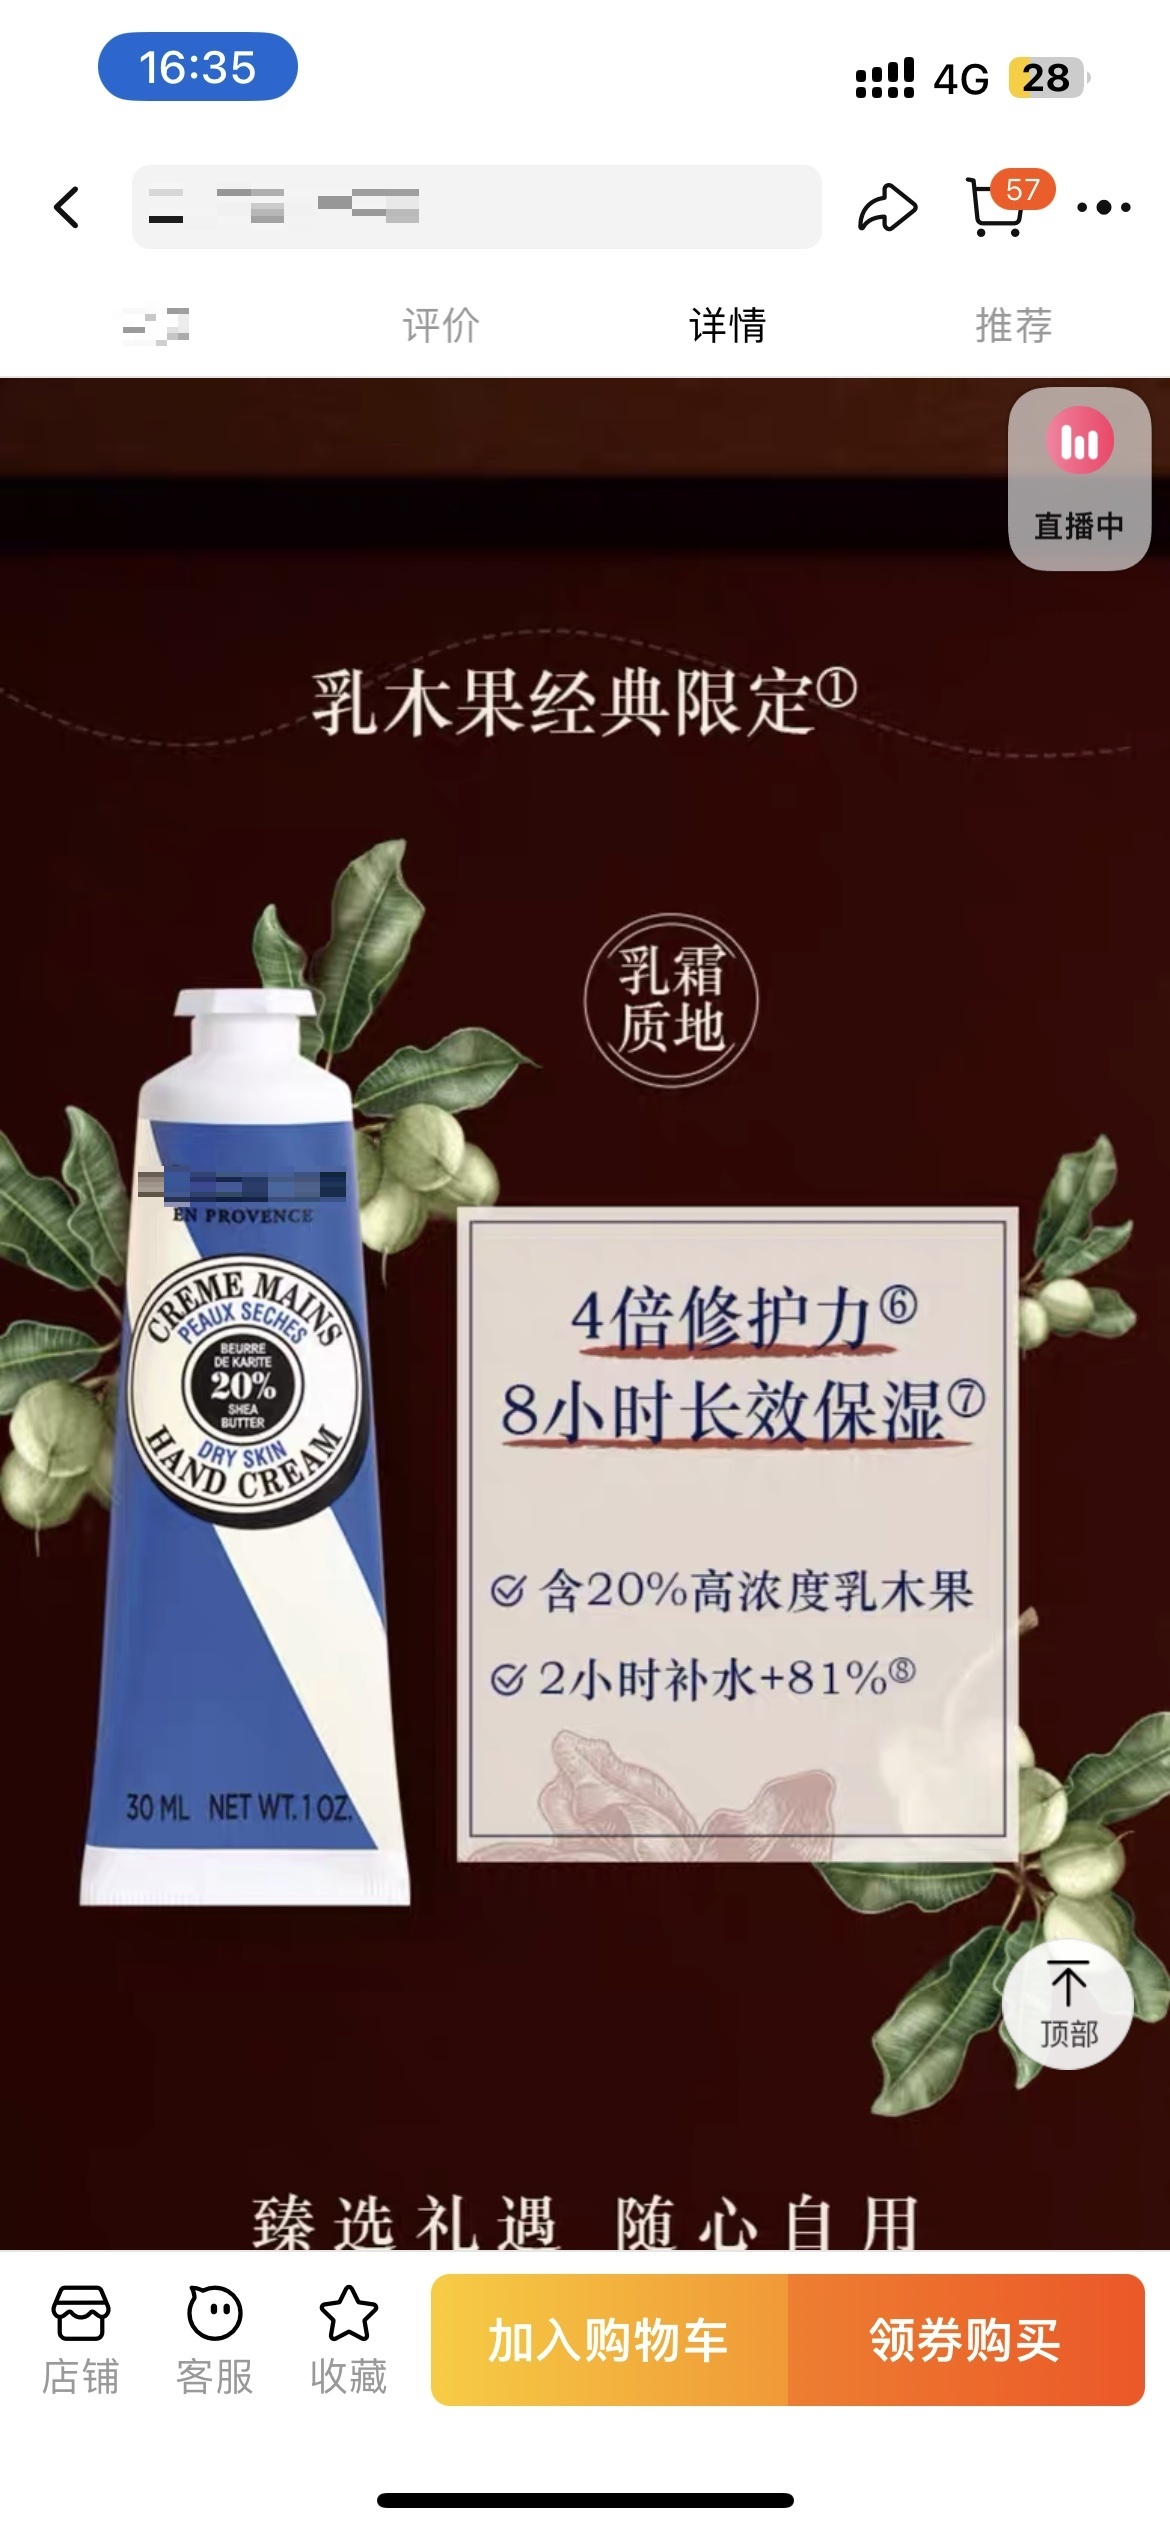 16:35
4G 28
57
评价
详情
推荐
直播中
乳木果经典限定①
乳霜
质地
EN PROVENCE
CREME MAINS
PEAUX SECHES
BEURRE
DE KARITE
20%
SHEA
BUTTER
DRY SKIN
HAND CREAM
30 ML NET WT. 1 OZ.
4倍修护力⑥
8小时长效保湿⑦
含20%高浓度乳木果
2小时补水+81%⑧
顶部
臻选礼遇 随心自用
店铺
客服
收藏
加入购物车
领券购买